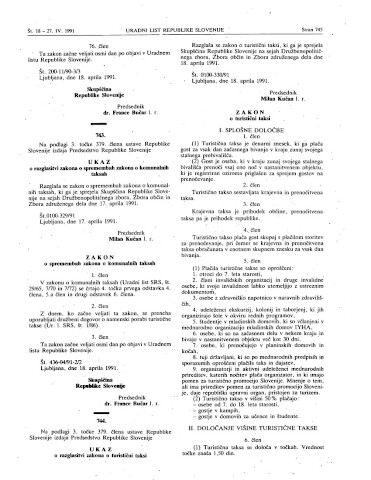 Št. 18 – 27. IV. 1991
URADNI LIST REPUBLIKE SLOVENIJE
Stran 745
76. člen
Ta zakon začne veljati osmi dan po objavi v Uradnem
listu Republike Slovenije.
Št. 200-11/90-3/3
Ljubljana, dne 18. aprila 1991.
Skupščina
Republike Slovenije
Predsednik
dr. France Bučar l. r.
743.
Na podlagi 3. točke 379. člena ustave Republike
Slovenije izdaja Predsedstvo Republike Slovenije
UKAZ
o razglasitvi zakona o spremembah zakona o komunalnih
taksah
Razglaša se zakon o spremembah zakona o komunal-
nih taksah, ki ga je sprejela Skupščina Republike Slove-
nije na seji Družbenopolitičnega zbora, Zbora občin in
Zbora združenega dela dne 17. aprila 1991.
Št. 0100-329/91
Ljubljana, dne 17. aprila 1991.
Predsednik
Milan Kučan l. r.
ZAKON
o spremembah zakona o komunalnih taksah
1. člen
V zakonu o komunalnih taksah (Uradni list SRS, št.
29/65, 7/70 in 7/72) se črtajo 6. točka prvega odstavka 4.
člena, 5.a člen in drugi odstavek 6. člena.
2. člen
Z dnem, ko začne veljati ta zakon, se preneha
uporabljati družbeni dogovor o namenski porabi turistične
takse (Ur. l. SRS, št. 1/86)
3. člen
Ta zakon začne veljati osmi dan po objavi v Uradnem
listu Republike Slovenije.
Št. 436-04/91-2/2
Ljubljana, dne 18. aprila 1991.
Skupščina
Republike Slovenije
Predsednik
dr. France Bučar l. r.
744.
Na podlagi 3. točke 379. člena ustave Republike
Slovenije izdaja Predsedstvo Republike Slovenije
UKAZ
o razglasitvi zakona o turistični taksi
Razglaša se zakon o turistični taksi, ki ga je sprejela
Skupščina Republike Slovenije na sejah Družbenopolitič-
nega zbora, Zbora občin in Zbora združenega dela dne
18. aprila 1991.
Št. 0100-330/91
Ljubljana, dne 18. aprila 1991.
Predsednik
Milan Kučan l. r.
ZAKON
o turistični taksi
I. SPLOŠNE DOLOČBE
1. člen
(1) Turistična taksa je denarni znesek, ki ga plača
gost za vsak dan začasnega bivanja v kraju zunaj svojega
stalnega prebivališča.
(2) Gost je oseba, ki v kraju zunaj svojega stalnega
bivališča prenoči vsaj eno noč v nastanitvenem objektu,
ki je registriran oziroma priglašen za sprejem gostov na
prenočevanje.
2. člen
Turistično takso sestavljata krajevna in prenočitvena
taksa.
3. člen
Krajevna taksa je prihodek občine, prenočitvena
taksa pa je prihodek republike.
4. člen
Turistično takso plača gost skupaj s plačilom storitev
za prenočevanje, pri čemer se krajevna in prenočitvena
taksa obračunata v enotnem skupnem znesku za vsak dan.
5. člen
(1) Plačila turistične takse so oproščeni:
1. otroci do 7. leta starosti,
2. člani invalidskih organizacij in druge invalidne
osebe, ki svojo invalidnost lahko utemeljijo z ustreznim
dokumentom,
3. osebe z zdravniško napotnico v naravnih zdravili-
ščih,
4. udeleženci ekskurzij, kolonij in taborjenj, ki jih
organizirajo šole v okviru rednih programov,
5. študentje v mladinskih domovih, ki so včlanjeni v
mednarodno organizacijo mladinskih domov IYHA,
6. osebe, ki so na začasnem delu v nekem kraju in
bivajo v nastanitvenem objektu več kot 30 dni,
7. osebe, ki prenočujejo v planinskih domovih in
kočah,
8. tuji državljani, ki so po mednarodnih predpisih in
sporazumih oproščeni plačila takse in dajatev,
9. organizatorji in aktivni udeleženci mednarodnih
prireditev, katerih nočitev plača organizator, in ki imajo
pomen za turistično promocijo Slovenije. Mnenje o tem,
ali ima prireditev pomen za turistično promocijo Sloveni-
je, daje republiški upravni organ, pristojen za turizem.
(2) Turistično takso v višini 50 % plačajo:
– osebe od 7. do 18. leta starosti,
– gostje v kampih,
– gostje v domovih za učence in študente.
II. DOLOČANJE VIŠINE TURISTIČNE TAKSE
6. člen
(1) Turistična taksa se določa v točkah. Vrednost
točke znaša 1,50 din.